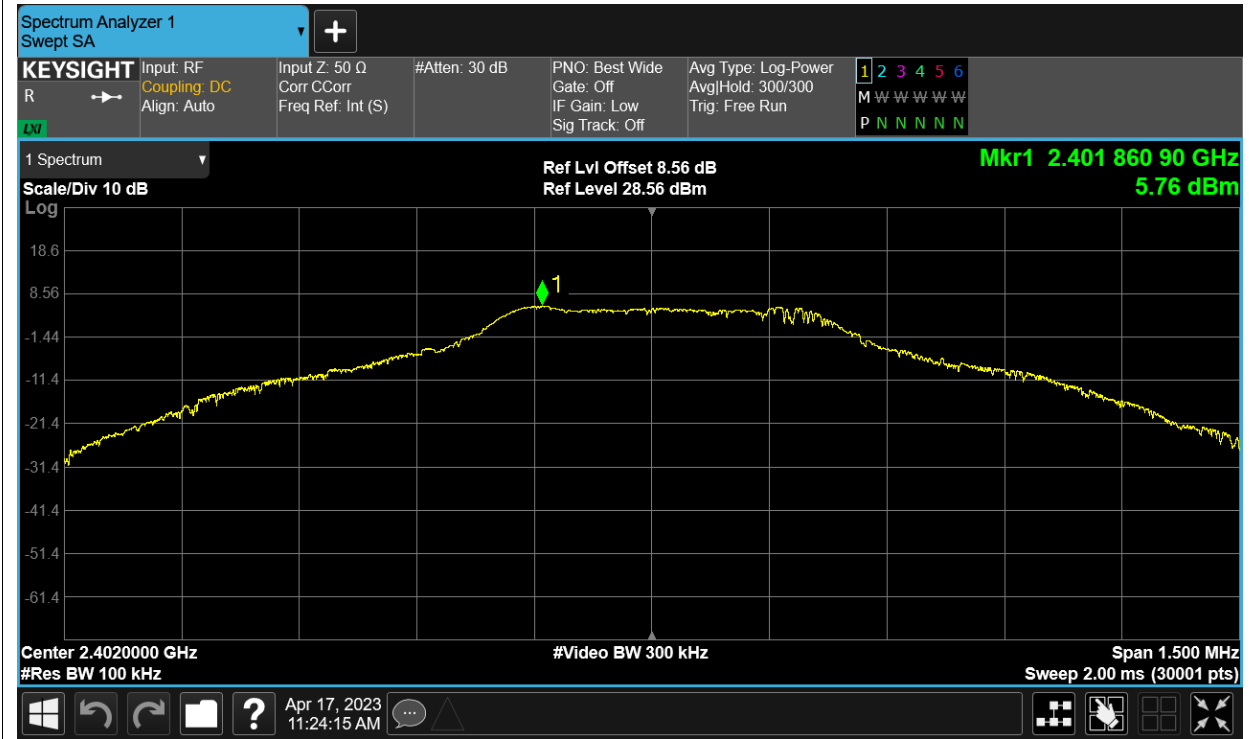 Spectrum Analyzer 1
Swept SA
KEYSIGHT
R
LXI
Input: RF
Coupling: DC
Align: Auto
Input Z: 50 Ω
Corr CCorr
Freq Ref: Int (S)
#Atten: 30 dB
PNO: Best Wide
Gate: Off
IF Gain: Low
Sig Track: Off
Avg Type: Log-Power
Avg|Hold: 300/300
Trig: Free Run
1 2 3 4 5 6
M W W W W W
P N N N N N
1 Spectrum
Scale/Div 10 dB
Log
Ref Lvl Offset 8.56 dB
Ref Level 28.56 dBm
Mkr1 2.401 860 90 GHz
5.76 dBm
18.6
8.56
1
-1.44
-11.4
-21.4
-31.4
-41.4
-51.4
-61.4
Center 2.4020000 GHz
#Video BW 300 kHz
Span 1.500 MHz
#Res BW 100 kHz
Sweep 2.00 ms (30001 pts)
?
Apr 17, 2023
11:24:15 AM